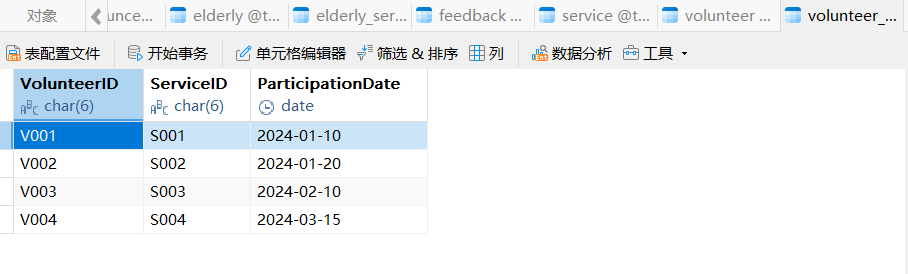 对象 unce... elderly @t... elderly_ser... feedback ... service @t... volunteer ... volunteer_...
表配置文件 开始事务 单元格编辑器 筛选 & 排序 列 数据分析 工具
VolunteerID ServiceID ParticipationDate
char(6) char(6) date
V001 S001 2024-01-10
V002 S002 2024-01-20
V003 S003 2024-02-10
V004 S004 2024-03-15